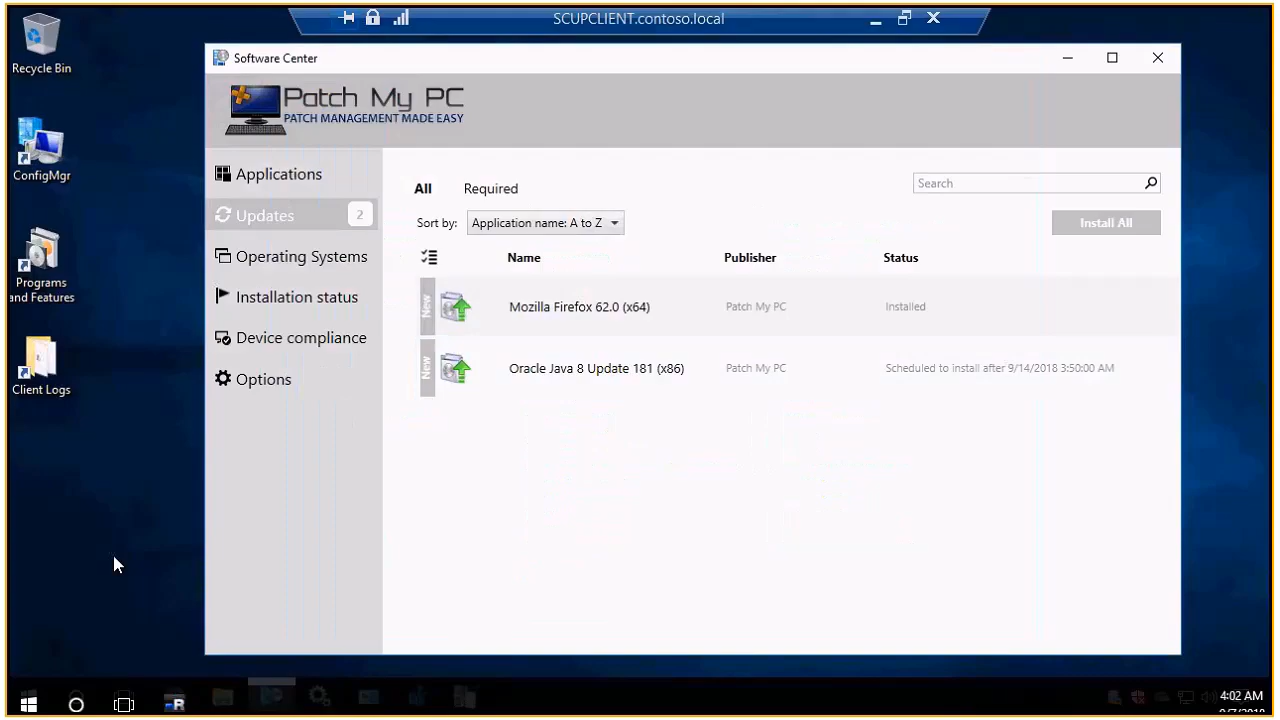 SCUPCLIENT.contoso.local
Recycle Bin
Software Center
Patch My PC
PATCH MANAGEMENT MADE EASY
ConfigMgr
Applications
All
Required
Search
Updates
2
Sort by:
Application name: A to Z
Install All
Operating Systems
Name
Publisher
Status
Programs
and Features
Installation status
New
Mozilla Firefox 62.0 (x64)
Patch My PC
Installed
Device compliance
New
Oracle Java 8 Update 181 (x86)
Patch My PC
Scheduled to install after 9/14/2018 3:50:00 AM
Client Logs
Options
4:02 AM
9/7/2018